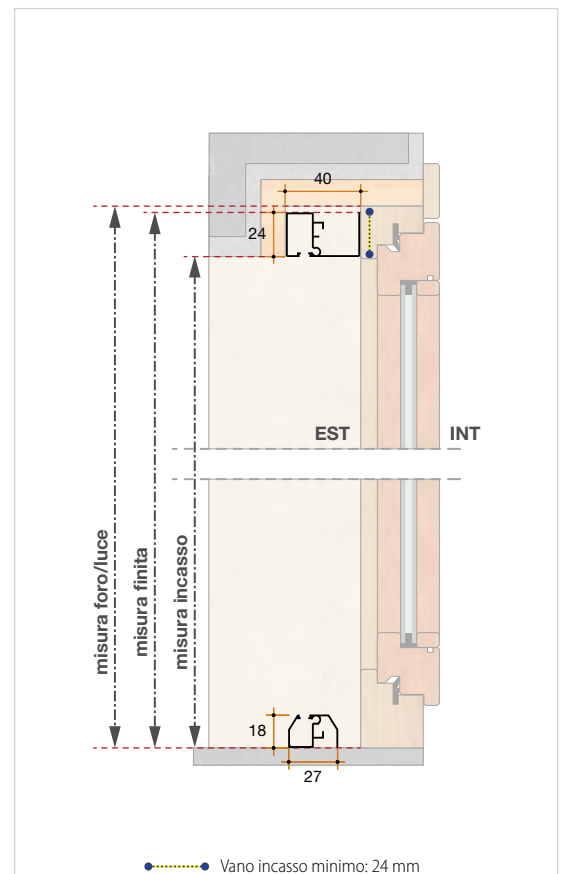 40
24
EST
INT
misura foro/luce
misura finita
misura incasso
18
27
Vano incasso minimo: 24 mm